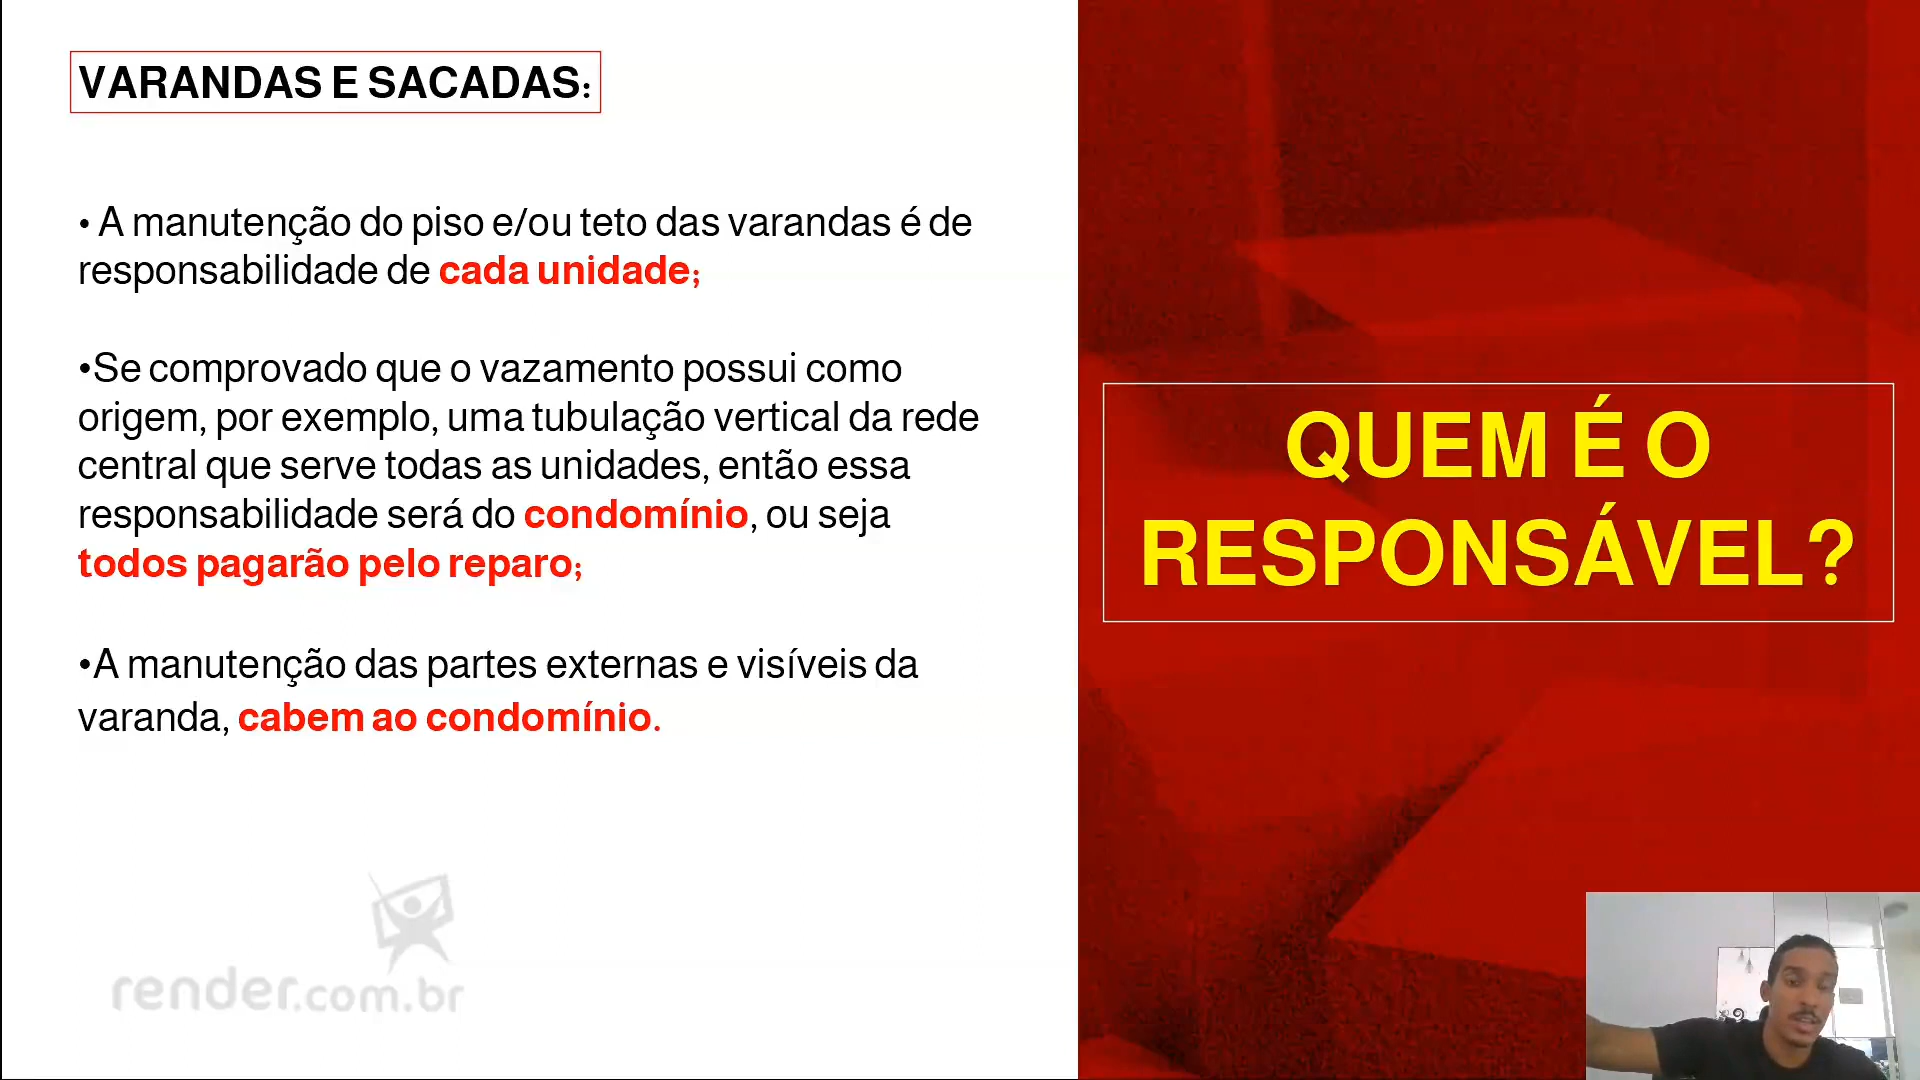 VARANDAS E SACADAS:
• A manutenção do piso e/ou teto das varandas é de
responsabilidade de cada unidade;
•Se comprovado que o vazamento possui como
origem, por exemplo, uma tubulação vertical da rede
central que serve todas as unidades, então essa
responsabilidade será do condomínio, ou seja
todos pagarão pelo reparo;
•A manutenção das partes externas e visíveis da
varanda, cabem ao condomínio.
render.com.br
QUEM É O
RESPONSÁVEL?